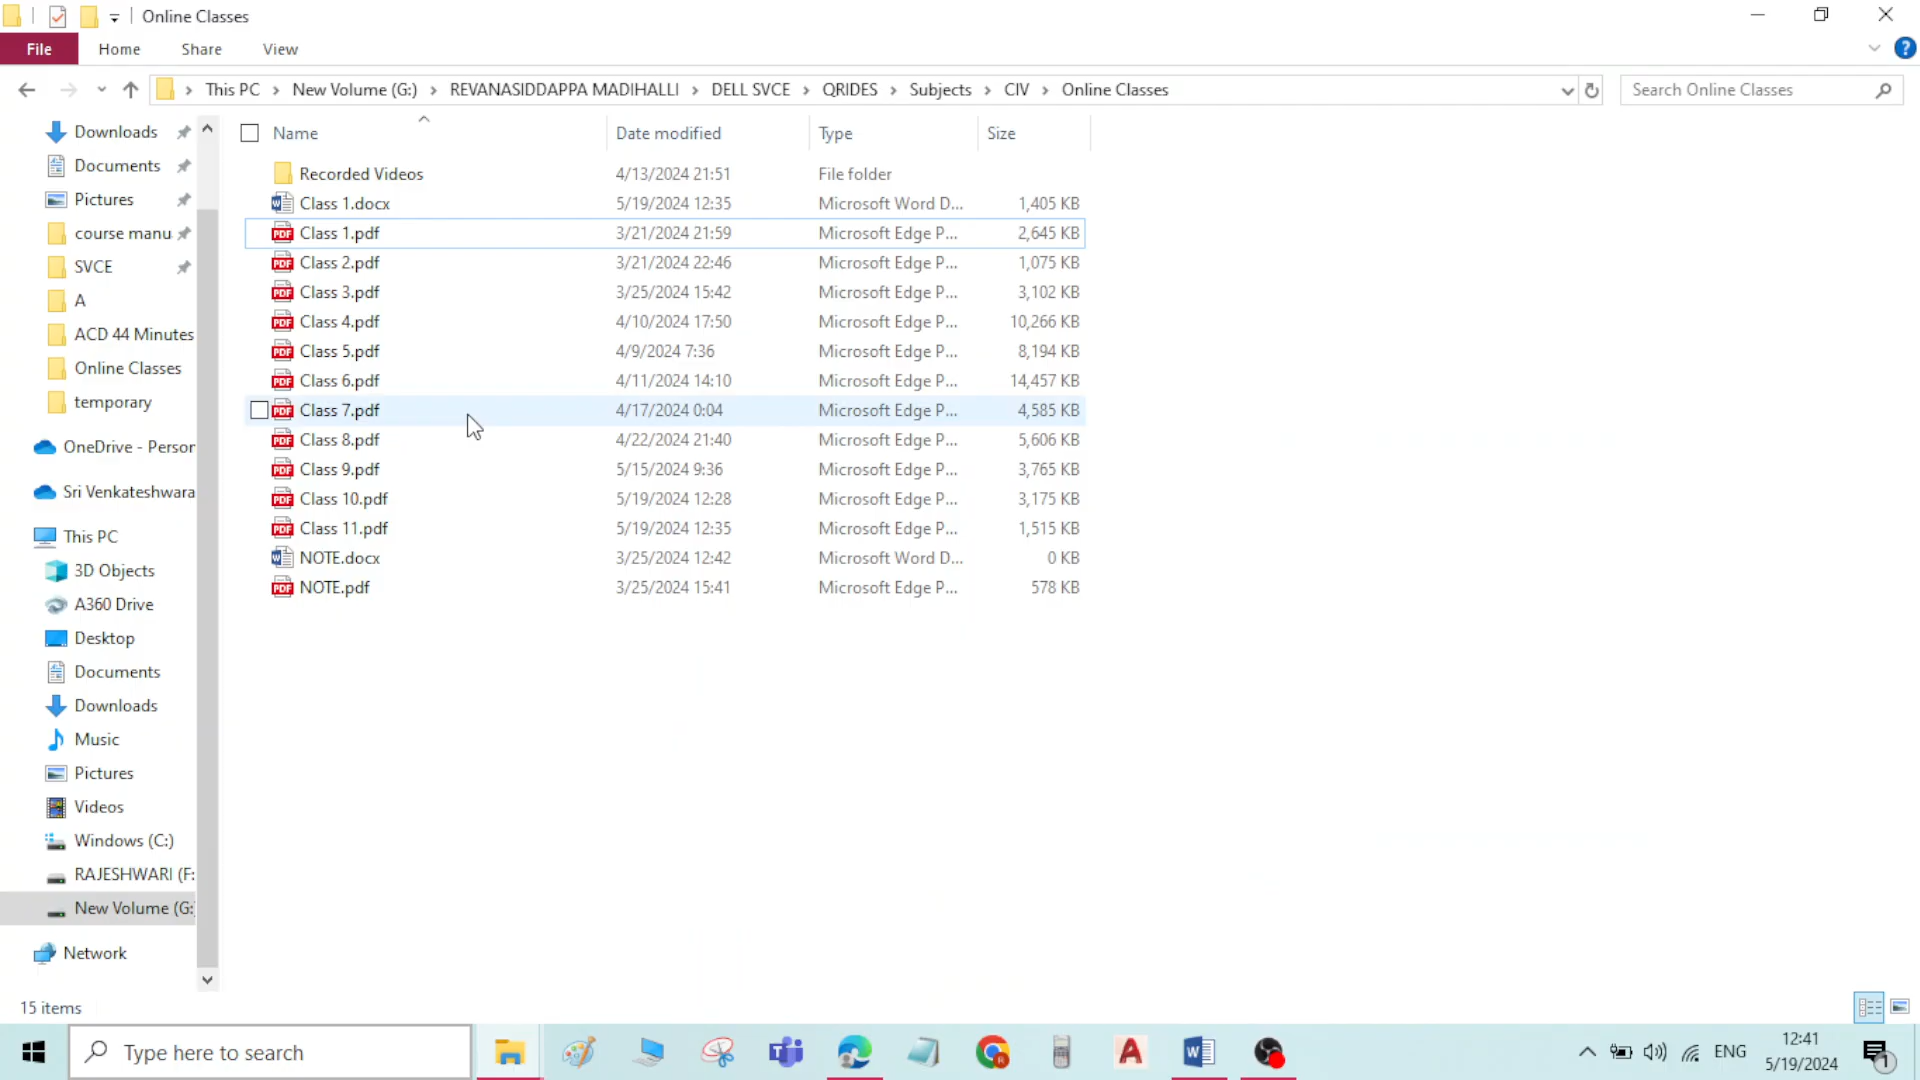 Online Classes
File Home Share View
This PC New Volume (G:) REVANASIDDAPPA MADIHALLI DELL SVCE QRIDES Subjects CIV Online Classes Search Online Classes
Name Date modified Type Size
Recorded Videos 4/13/2024 21:51 File folder
Class 1.docx 5/19/2024 12:35 Microsoft Word D... 1,405 KB
Class 1.pdf 3/21/2024 21:59 Microsoft Edge P... 2,645 KB
Class 2.pdf 3/21/2024 22:46 Microsoft Edge P... 1,075 KB
Class 3.pdf 3/25/2024 15:42 Microsoft Edge P... 3,102 KB
Class 4.pdf 4/10/2024 17:50 Microsoft Edge P... 10,266 KB
Class 5.pdf 4/9/2024 7:36 Microsoft Edge P... 8,194 KB
Class 6.pdf 4/11/2024 14:10 Microsoft Edge P... 14,457 KB
Class 7.pdf 4/17/2024 0:04 Microsoft Edge P... 4,585 KB
Class 8.pdf 4/22/2024 21:40 Microsoft Edge P... 5,606 KB
Class 9.pdf 5/15/2024 9:36 Microsoft Edge P... 3,765 KB
Class 10.pdf 5/19/2024 12:28 Microsoft Edge P... 3,175 KB
Class 11.pdf 5/19/2024 12:35 Microsoft Edge P... 1,515 KB
NOTE.docx 3/25/2024 12:42 Microsoft Word D... 0 KB
NOTE.pdf 3/25/2024 15:41 Microsoft Edge P... 578 KB
Downloads
Documents
Pictures
course manu
SVCE
A
ACD 44 Minutes
Online Classes
temporary
OneDrive - Person
Sri Venkateshwara
This PC
3D Objects
A360 Drive
Desktop
Documents
Downloads
Music
Pictures
Videos
Windows (C:)
RAJESHWARI (F:
New Volume (G:
Network
15 items
Type here to search
ENG
12:41
5/19/2024
1